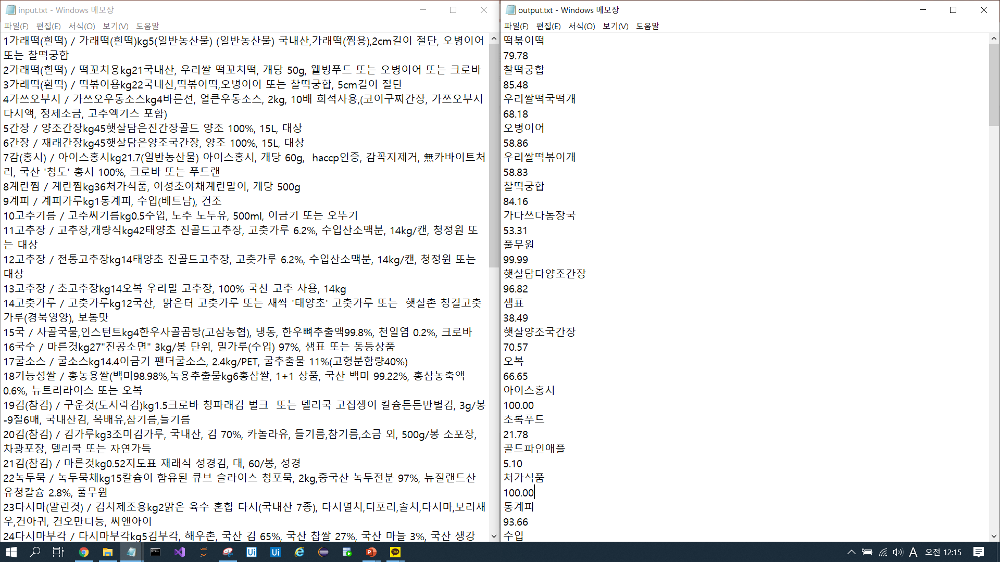 input.txt - Windows 메모장
파일(F) 편집(E) 서식(O) 보기(V) 도움말
1가래떡(흰떡) / 가래떡(흰떡)kg5(일반농산물) (일반농산물) 국내산,가래떡(찜용),2cm길이 절단, 오병이어
또는 찰떡궁합
2가래떡(흰떡) / 떡꼬치용kg21국내산, 우리쌀 떡꼬치떡, 개당 50g, 웰빙푸드 또는 오병이어 또는 크로바
3가래떡(흰떡) / 떡볶이용kg22국내산,떡볶이떡,오병이어 또는 찰떡궁합, 5cm길이 절단
4가쓰오부시 / 가쓰오우동소스kg4바른선, 얼큰우동소스, 2kg, 10배 희석사용,(코이구찌간장, 가쯔오부시
다시액, 정제소금, 고추엑기스 포함)
5간장 / 양조간장kg45햇살담은진간장골드 양조 100%, 15L, 대상
6간장 / 재래간장kg45햇살담은양조국간장, 양조 100%, 15L, 대상
7감(홍시) / 아이스홍시kg21.7(일반농산물) 아이스홍시, 개당 60g,  haccp인증, 감꼭지제거, 無카바이트처
리, 국산 '청도' 홍시 100%, 크로바 또는 푸드랜
8계란찜 / 계란찜kg36처가식품, 어성초야채계란말이, 개당 500g
9계피 / 계피가루kg1통계피, 수입(베트남), 건조
10고추기름 / 고추씨기름kg0.5수입, 노추 노두유, 500ml, 이금기 또는 오뚜기
11고추장 / 고추장,개량식kg42태양초 진골드고추장, 고춧가루 6.2%, 수입산소맥분, 14kg/캔, 청정원 또
는 대상
12고추장 / 전통고추장kg14태양초 진골드고추장, 고춧가루 6.2%, 수입산소맥분, 14kg/캔, 청정원 또는
대상
13고추장 / 초고추장kg14오복 우리밀 고추장, 100% 국산 고추 사용, 14kg
14고춧가루 / 고춧가루kg12국산,  맑은터 고춧가루 또는 새싹 '태양초' 고춧가루 또는  햇살촌 청결고춧
가루(경북영양), 보통맛
15국 / 사골국물,인스턴트kg4한우사골곰탕(고삼농협), 냉동, 한우뼈추출액99.8%, 천일염 0.2%, 크로바
16국수 / 마른것kg27"진공소면" 3kg/봉 단위, 밀가루(수입) 97%, 샘표 또는 동등상품
17굴소스 / 굴소스kg14.4이금기 팬더굴소스, 2.4kg/PET, 굴추출물 11%(고형분함량40%)
18기능성쌀 / 홍농용쌀(백미98.98%,녹용추출물kg6홍삼쌀, 1+1 상품, 국산 백미 99.22%, 홍삼농축액
0.6%, 뉴트리라이스 또는 오복
19김(참김) / 구운것(도시락김)kg1.5크로바 청파래김 벌크  또는 델리쿡 고집쟁이 칼슘튼튼반별김, 3g/봉
-9절6매, 국내산김, 옥배유,참기름,들기름
20김(참김) / 김가루kg3조미김가루, 국내산, 김 70%, 카놀라유, 들기름,참기름,소금 외, 500g/봉 소포장,
차광포장, 델리쿡 또는 자연가득
21김(참김) / 마른것kg0.52지도표 재래식 성경김, 대, 60/봉, 성경
22녹두묵 / 녹두묵채kg15칼슘이 함유된 큐브 슬라이스 청포묵, 2kg,중국산 녹두전분 97%, 뉴질랜드산
유청칼슘 2.8%, 풀무원
23다시마(말린것) / 김치제조용kg2맑은 육수 혼합 다시(국내산 7종), 다시멸치,디포리,솔치,다시마,보리새
우,건아귀, 건오만디등, 씨앤아이
24다시마부각 / 다시마부각kg5김부각, 해우촌, 국산 김 65%, 국산 찹쌀 27%, 국산 마늘 3%, 국산 생강
output.txt - Windows 메모장
파일(F) 편집(E) 서식(O) 보기(V) 도움말
떡볶이떡
79.78
찰떡궁합
85.48
우리쌀떡국떡개
68.18
오병이어
58.86
우리쌀떡볶이개
58.83
찰떡궁합
84.16
가다쓰다동장국
53.31
풀무원
99.99
햇살담다양조간장
96.82
샘표
38.49
햇살양조국간장
70.57
오복
66.65
아이스홍시
100.00
초록푸드
21.78
골드파인애플
5.10
처가식품
100.00
통계피
93.66
수입
A 오전 12:15